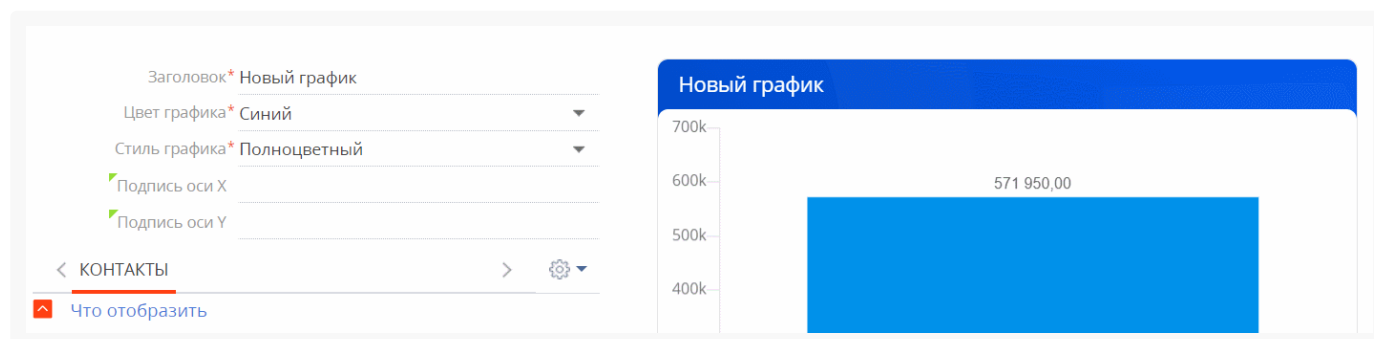 Заголовок* Новый график
Цвет графика* Синий
Стиль графика* Полноцветный
Подпись оси X
Подпись оси Y
КОНТАКТЫ
Что отобразить
Новый график
700k
600k
571 950,00
500k
400k